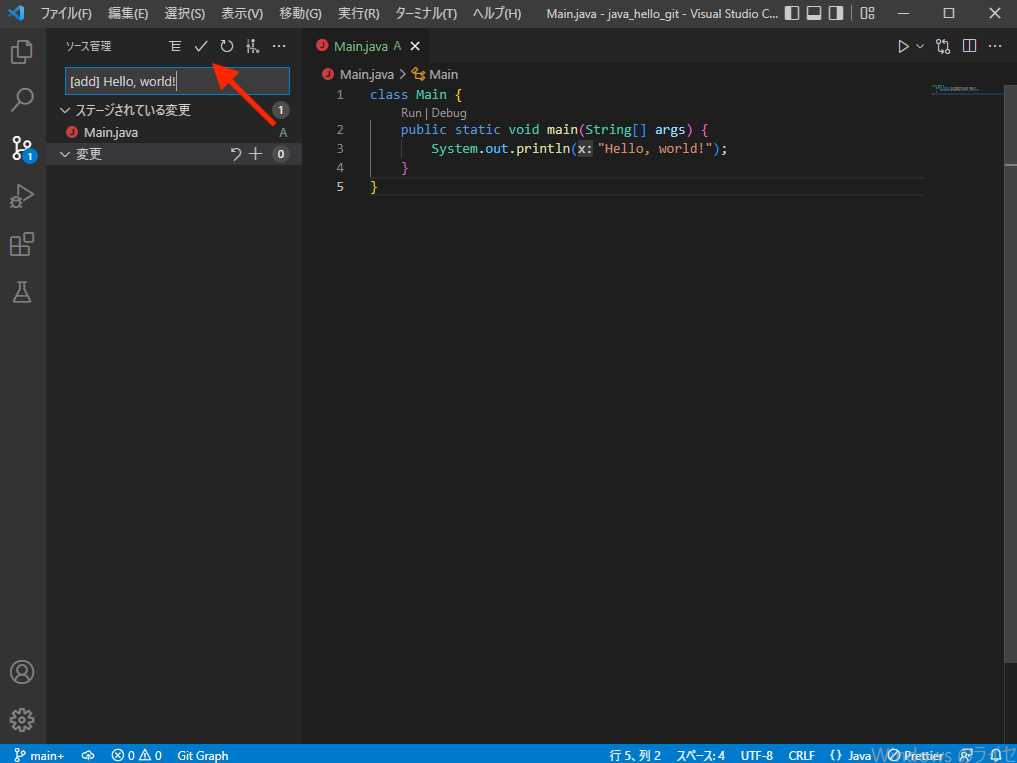 ファイル(F) 編集(E) 選択(S) 表示(V) 移動(G) 実行(R) ターミナル(T) ヘルプ(H) Main.java - java_hello_git - Visual Studio C...
ソース管理
[add] Hello, world!
ステージされている変更 1
Main.java A
変更 0
1
Main.java A
Main.java > Main
1 class Main {
Run | Debug
2 public static void main(String[] args) {
3 System.out.println(x: "Hello, world!");
4 }
5 }
main+ 0 0 Git Graph 行 5、列 2 スペース: 4 UTF-8 CRLF {} Java Prettier
Windows のライセ